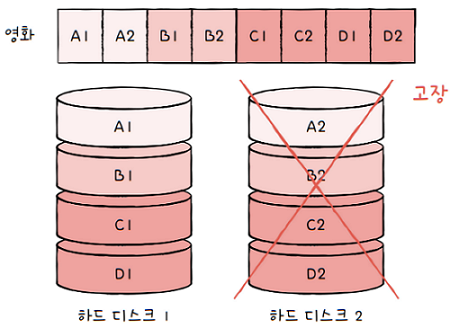 영화 A1 A2 B1 B2 C1 C2 D1 D2
고장
A1 A2
B1 B2
C1 C2
D1 D2
하드 디스크 1 하드 디스크 2